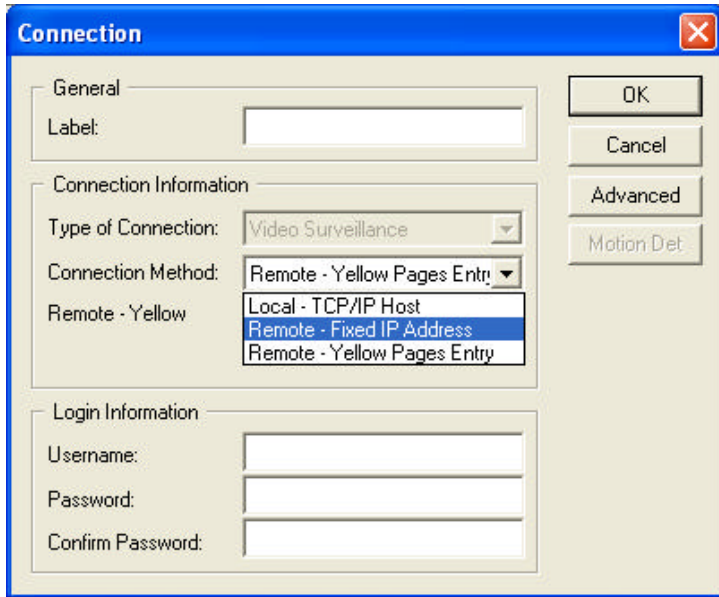 Connection
General
Label:
OK
Cancel
Advanced
Motion Det
Connection Information
Type of Connection: Video Surveillance
Connection Method: Remote - Yellow Pages Entry
Remote - Yellow
Local - TCP/IP Host
Remote - Fixed IP Address
Remote - Yellow Pages Entry
Login Information
Username:
Password:
Confirm Password: